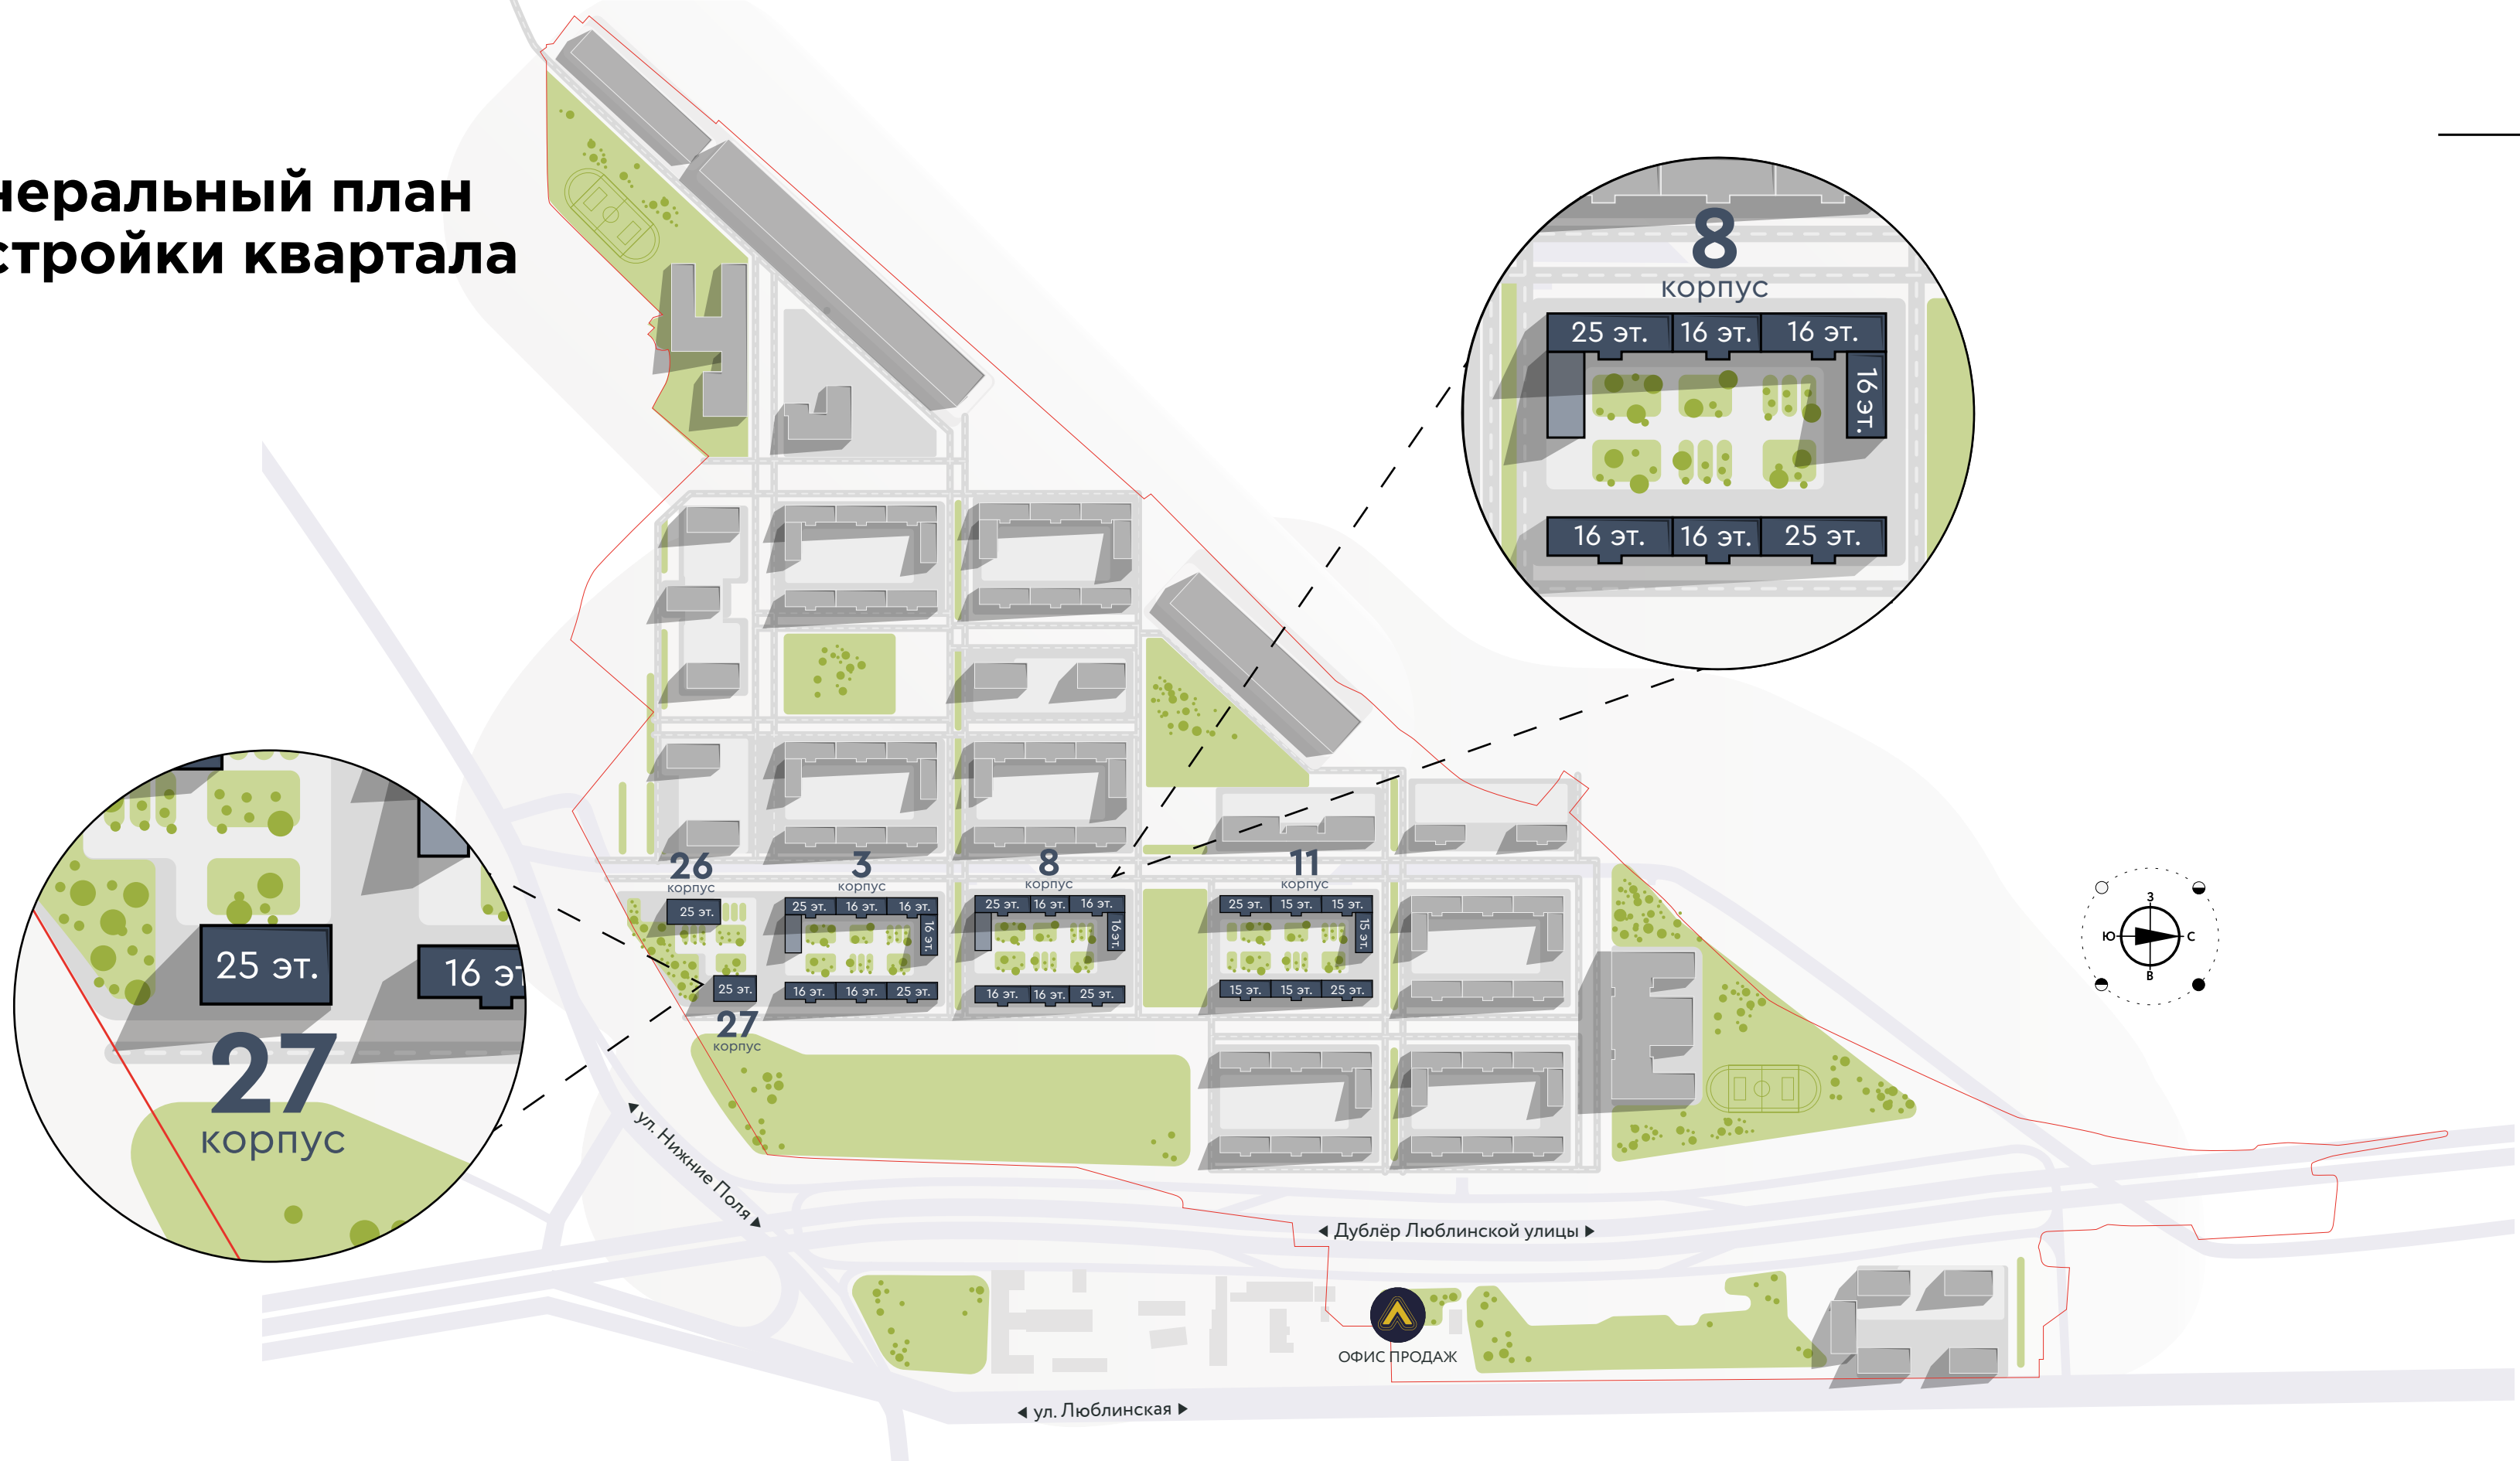 неральный план
стройки квартала
8
корпус
25 эт.
16 эт.
16 эт.
16 эт.
16 эт.
16 эт.
25 эт.
25 эт.
16 эт
27
корпус
26
корпус
25 эт.
25 эт.
27
корпус
3
корпус
25 эт.
16 эт.
16 эт.
16 эт.
16 эт.
16 эт.
25 эт.
8
корпус
25 эт.
16 эт.
16 эт.
16 эт.
16 эт.
16 эт.
25 эт.
11
корпус
25 эт.
15 эт.
15 эт.
15 эт.
15 эт.
15 эт.
25 эт.
З
Ю
С
В
ул. Нижние Поля
Дублёр Люблинской улицы
ОФИС ПРОДАЖ
ул. Люблинская